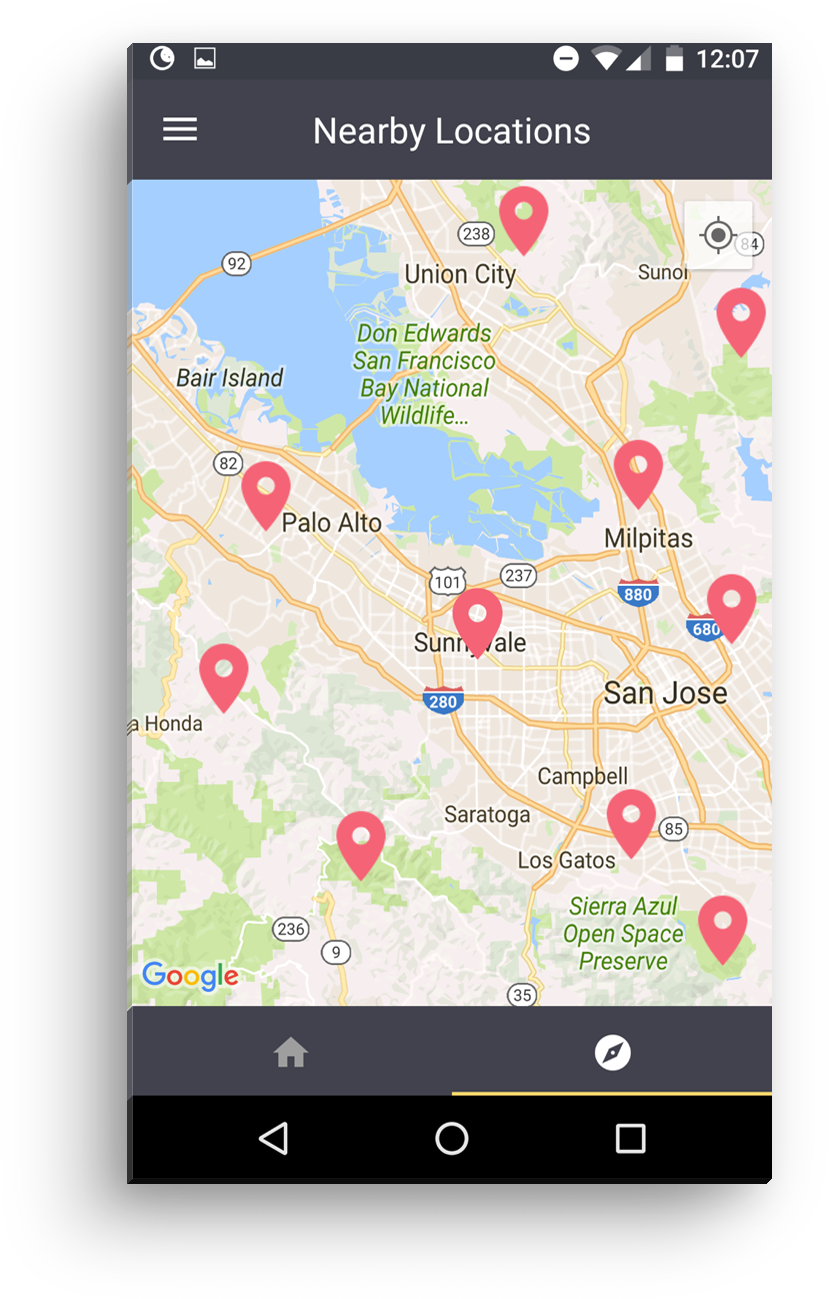 12:07
Nearby Locations
238
84
92
Union City
Sunol
Don Edwards
San Francisco
Bay National
Wildlife...
Bair Island
82
Palo Alto
Milpitas
101
237
880
680
Sunnyvale
280
San Jose
a Honda
Campbell
Saratoga
85
Los Gatos
Sierra Azul
Open Space
Preserve
236
9
Google
35